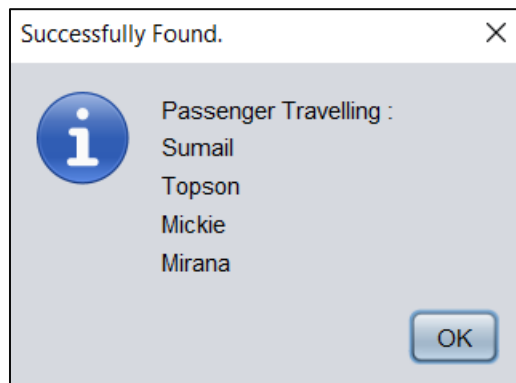 Successfully Found.
Passenger Travelling :
Sumail
Topson
Mickie
Mirana
OK